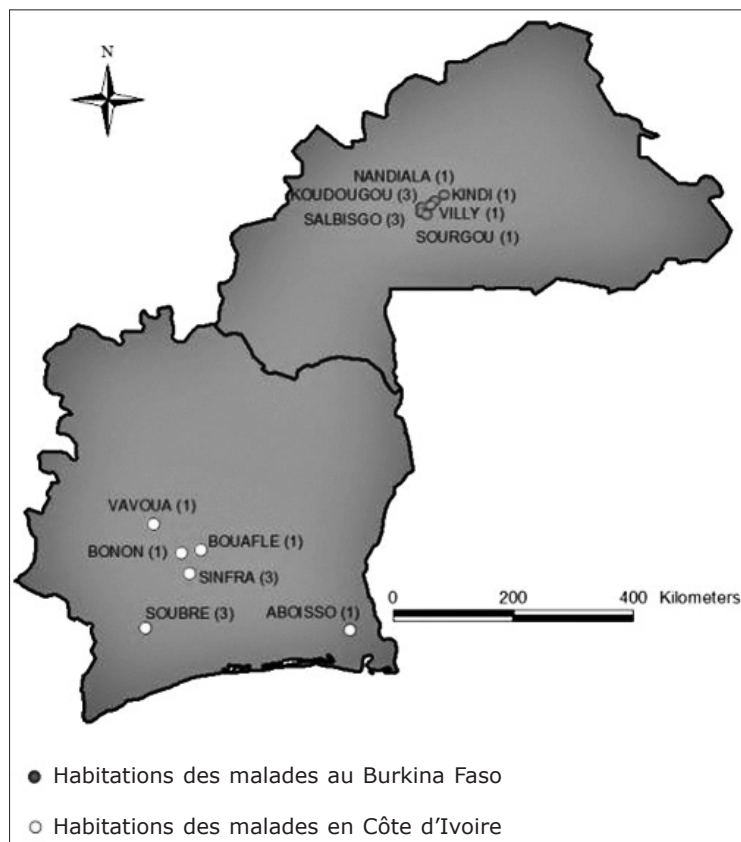 N
NANDIALA (1)
KOUDOUGOU (3) KINDI (1)
SALBISGO (3) VILLY (1)
SOURGOU (1)
VAVOUA (1)
BONON (1) BOUAFLE (1)
SINFRA (3)
SOUBRE (3) ABOISSO (1)
0 200 400 Kilometers
Habitations des malades au Burkina Faso
Habitations des malades en Côte d'Ivoire